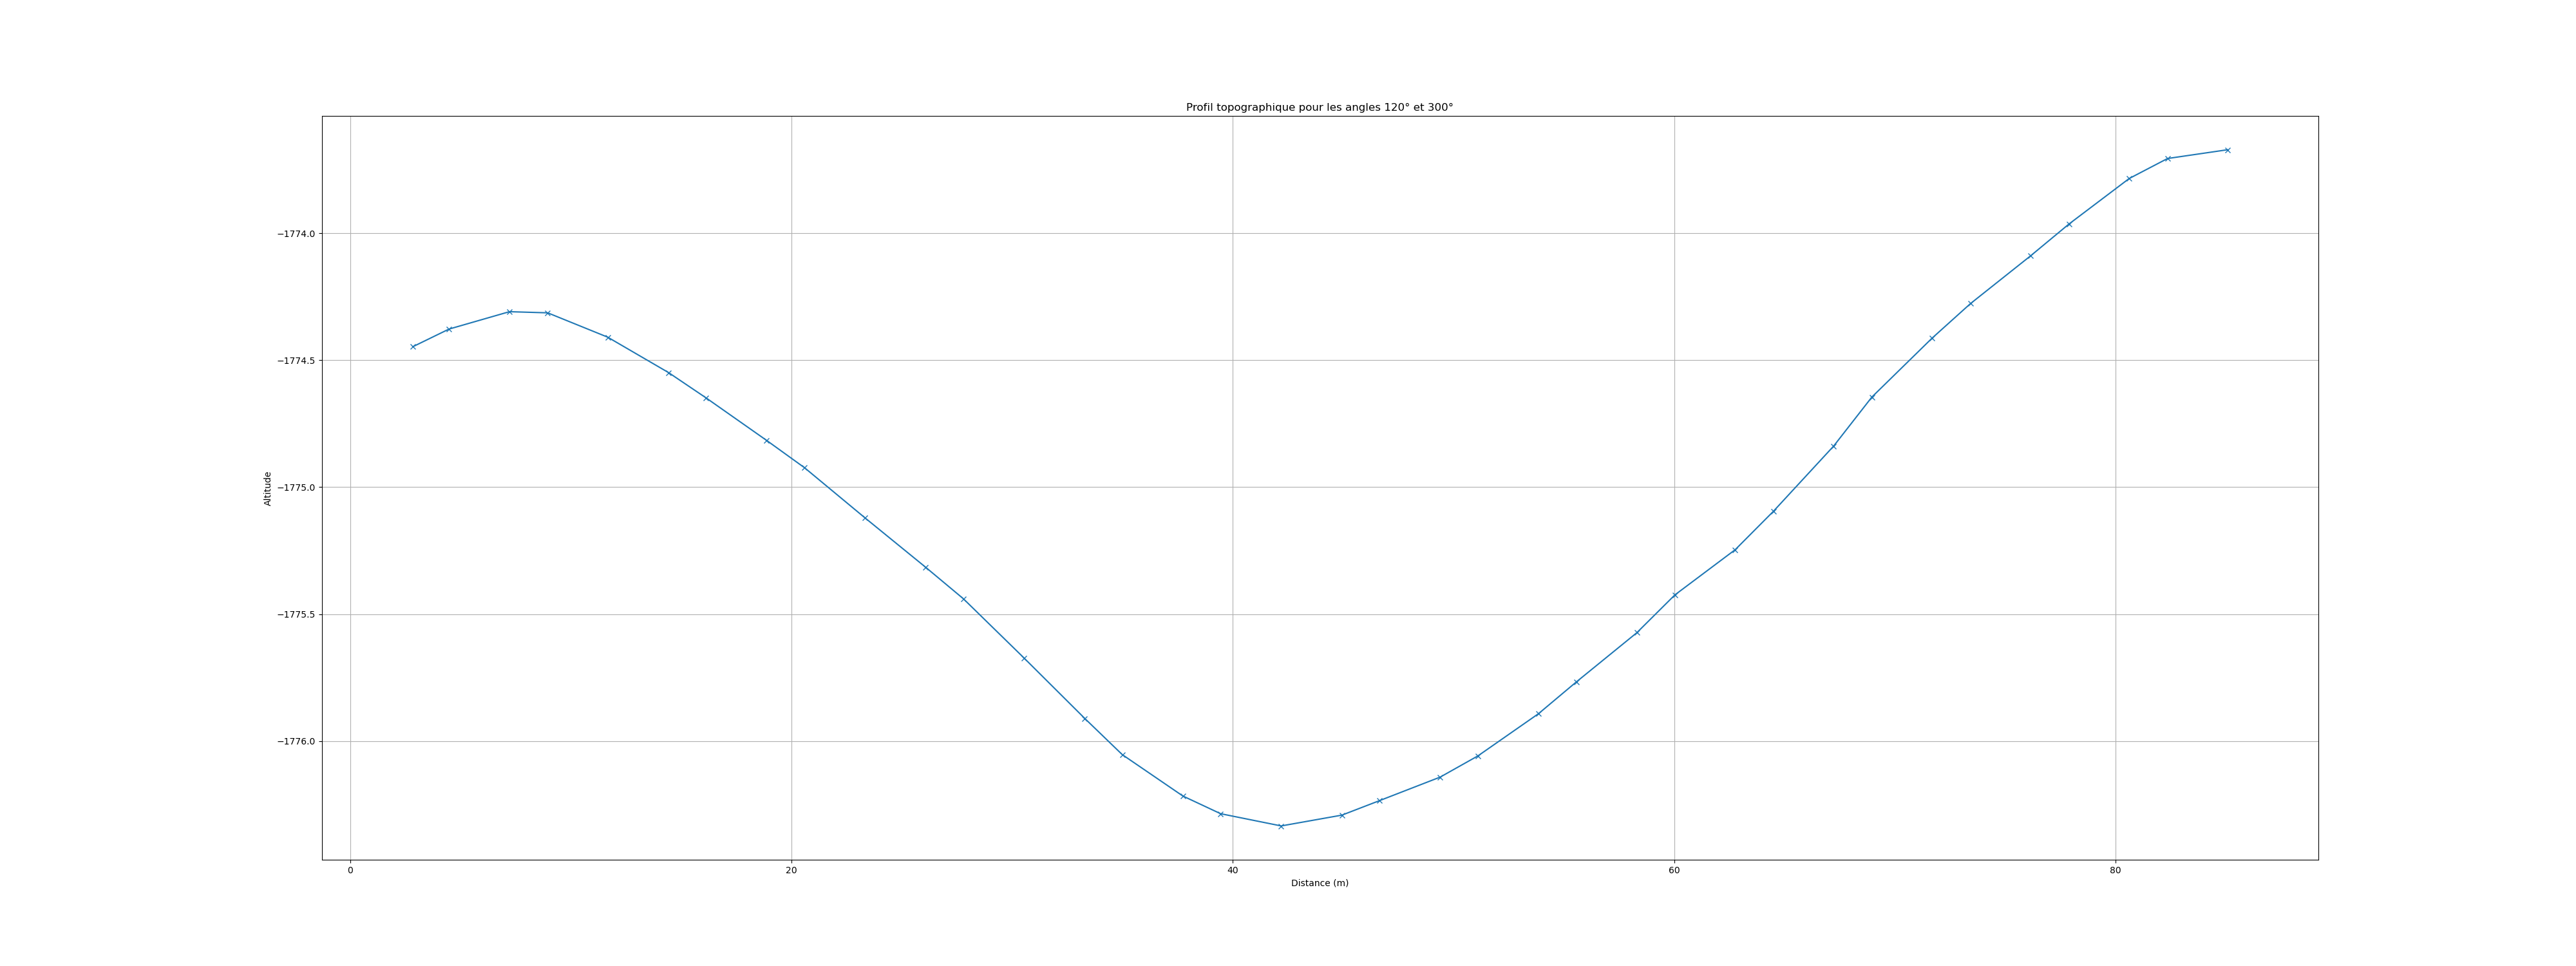 Profil topographique pour les angles 120° et 300°
Altitude
−1774.0
−1774.5
−1775.0
−1775.5
−1776.0
0 20 40 60 80
Distance (m)